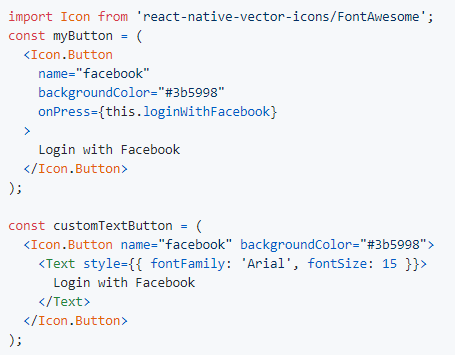 import Icon from 'react-native-vector-icons/FontAwesome';
const myButton = (
  <Icon.Button
    name="facebook"
    backgroundColor="#3b5998"
    onPress={this.loginWithFacebook}
  >
    Login with Facebook
  </Icon.Button>
);

const customTextButton = (
  <Icon.Button name="facebook" backgroundColor="#3b5998">
    <Text style={{ fontFamily: 'Arial', fontSize: 15 }}>
      Login with Facebook
    </Text>
  </Icon.Button>
);